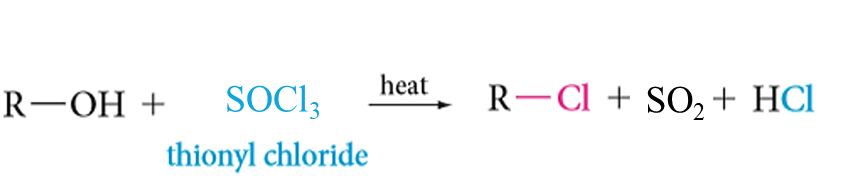 heat
R—OH + SOCl₃ ⟶ R—Cl + SO₂ + HCl
thionyl chloride